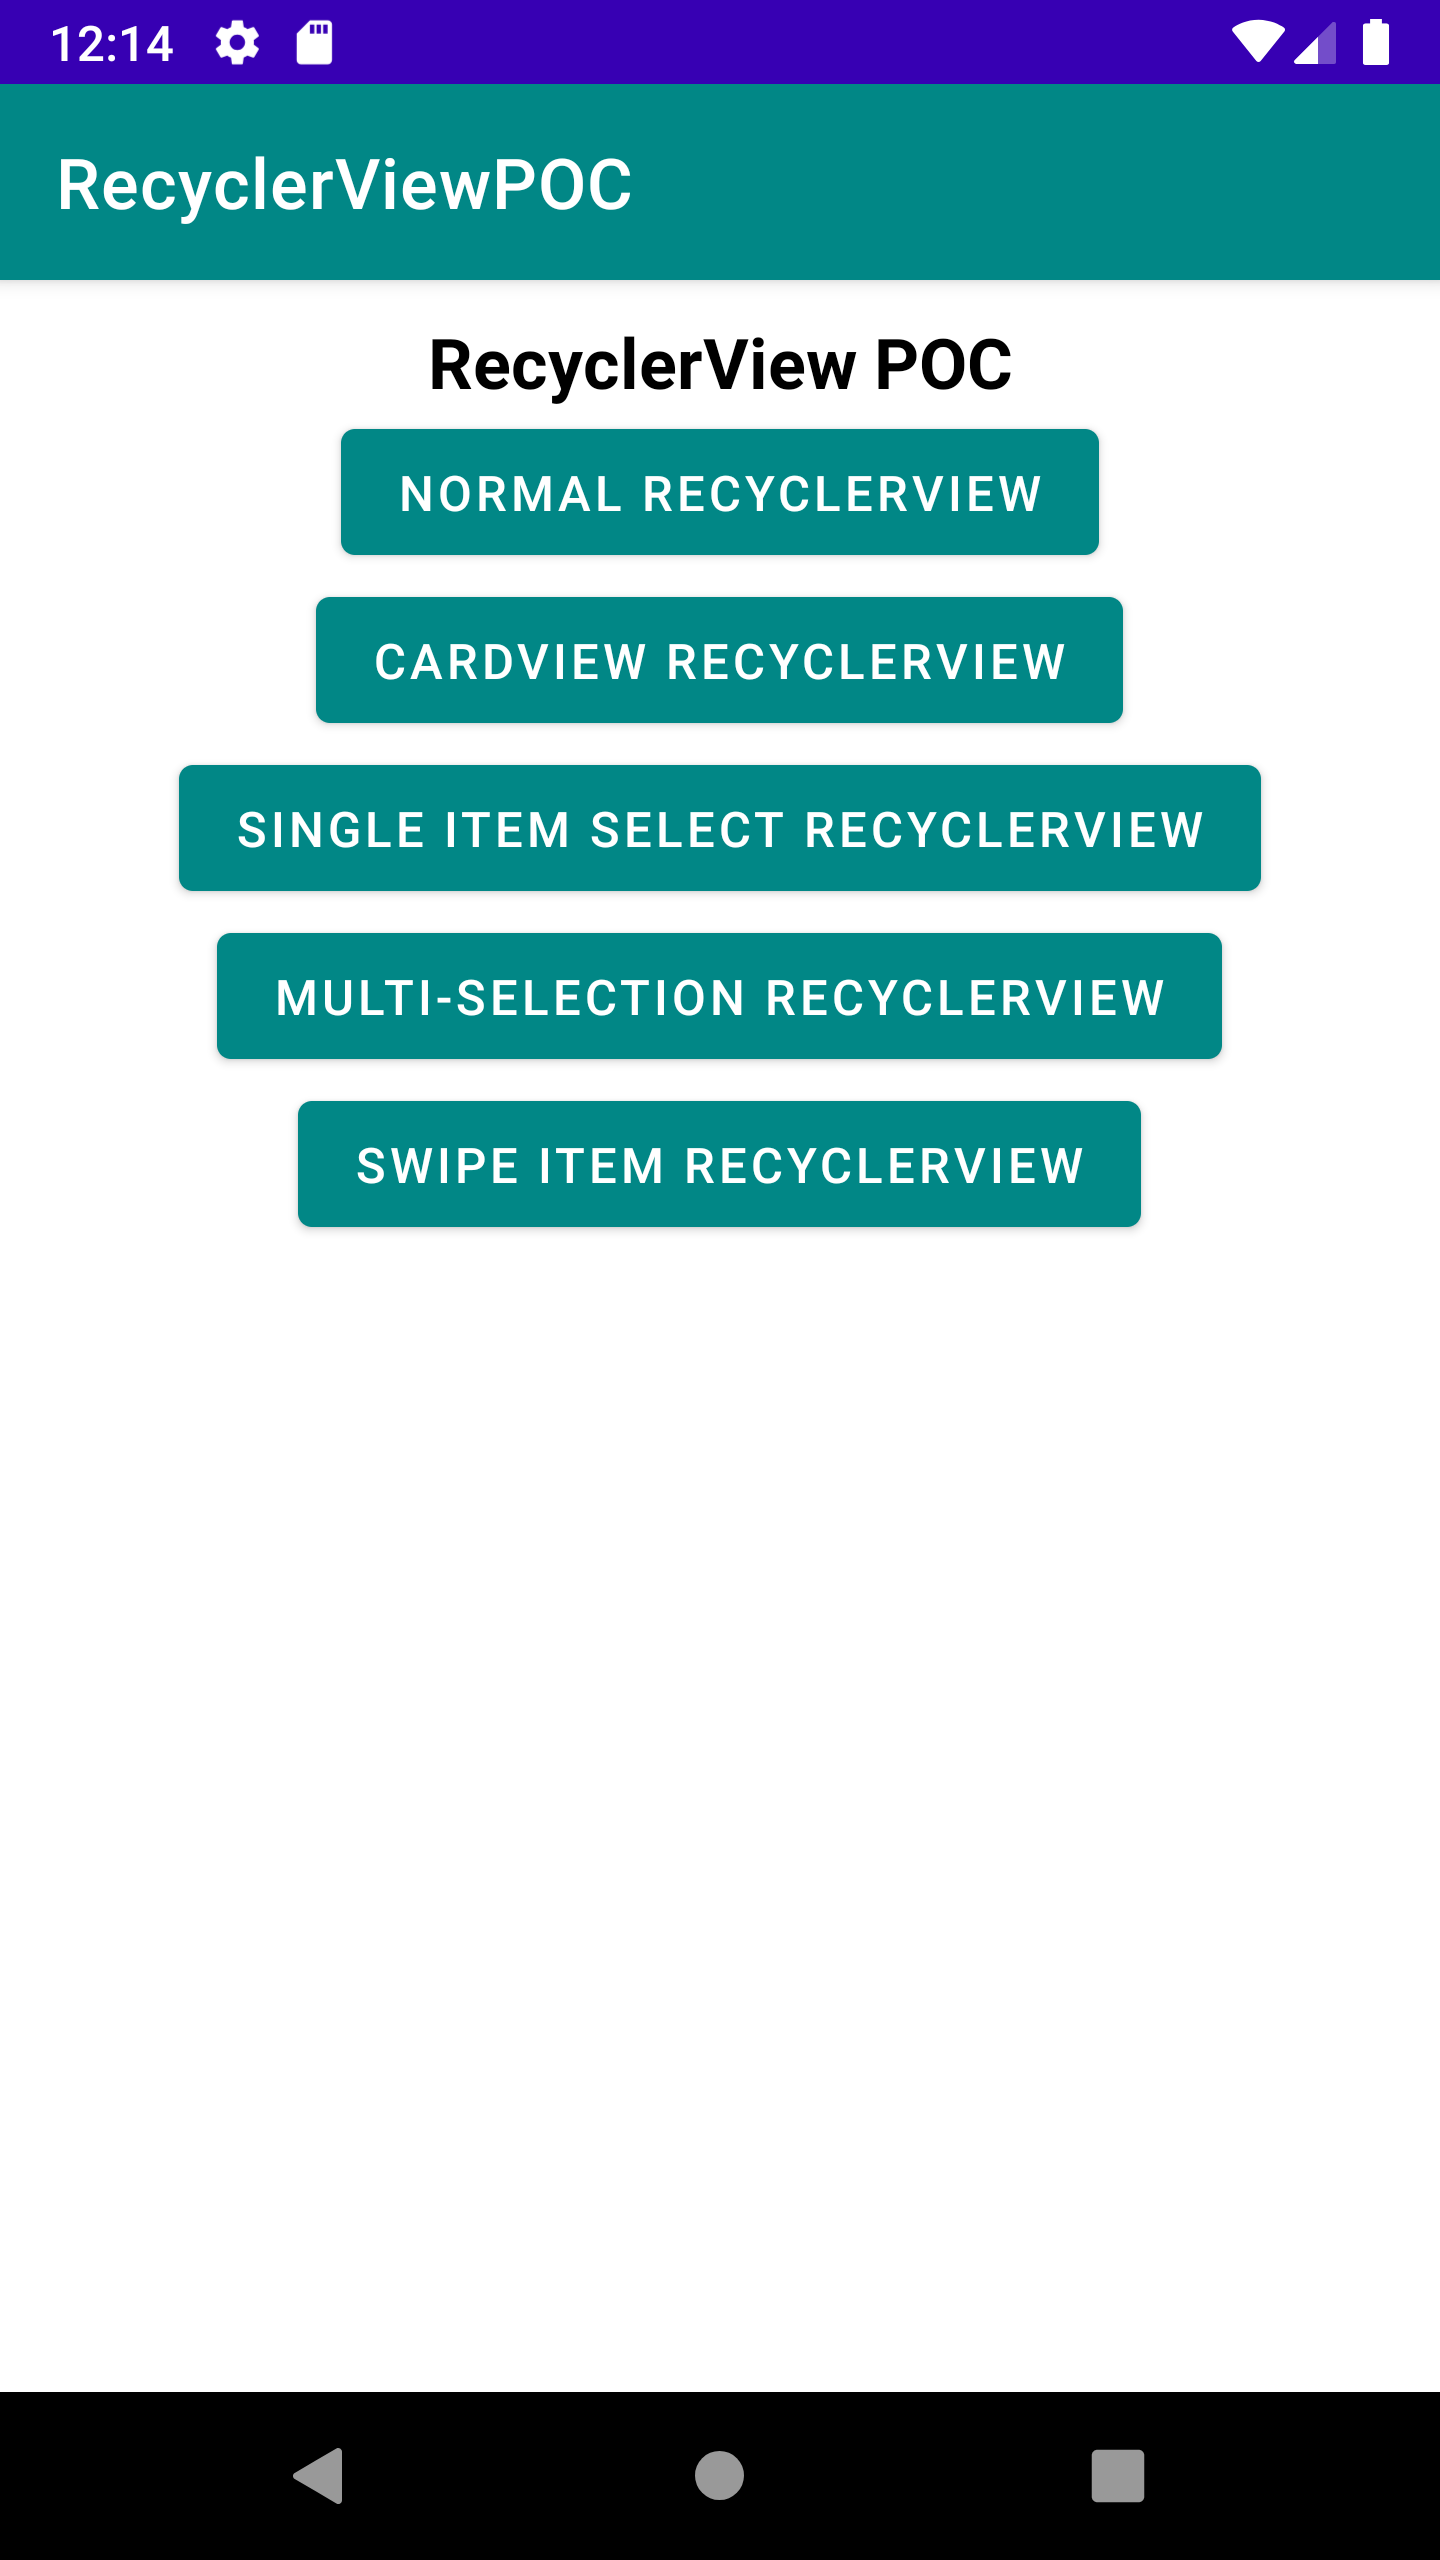 12:14
RecyclerViewPOC
RecyclerView POC
NORMAL RECYCLERVIEW
CARDVIEW RECYCLERVIEW
SINGLE ITEM SELECT RECYCLERVIEW
MULTI-SELECTION RECYCLERVIEW
SWIPE ITEM RECYCLERVIEW